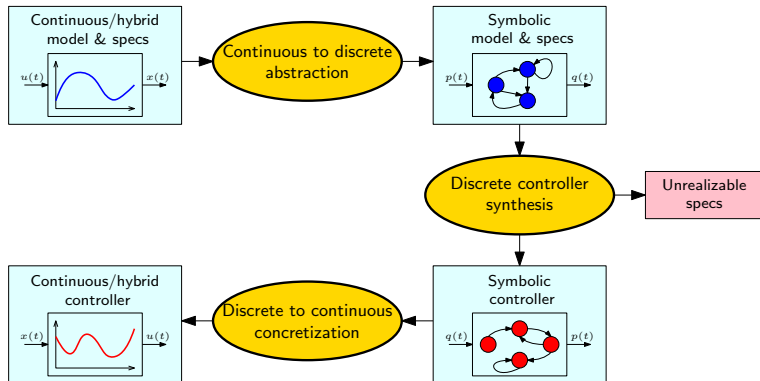 Continuous/hybrid
model & specs
u(t)
x(t)
Continuous to discrete
abstraction
Symbolic
model & specs
p(t)
q(t)
Discrete controller
synthesis
Unrealizable
specs
Continuous/hybrid
controller
x(t)
u(t)
Discrete to continuous
concretization
Symbolic
controller
q(t)
p(t)